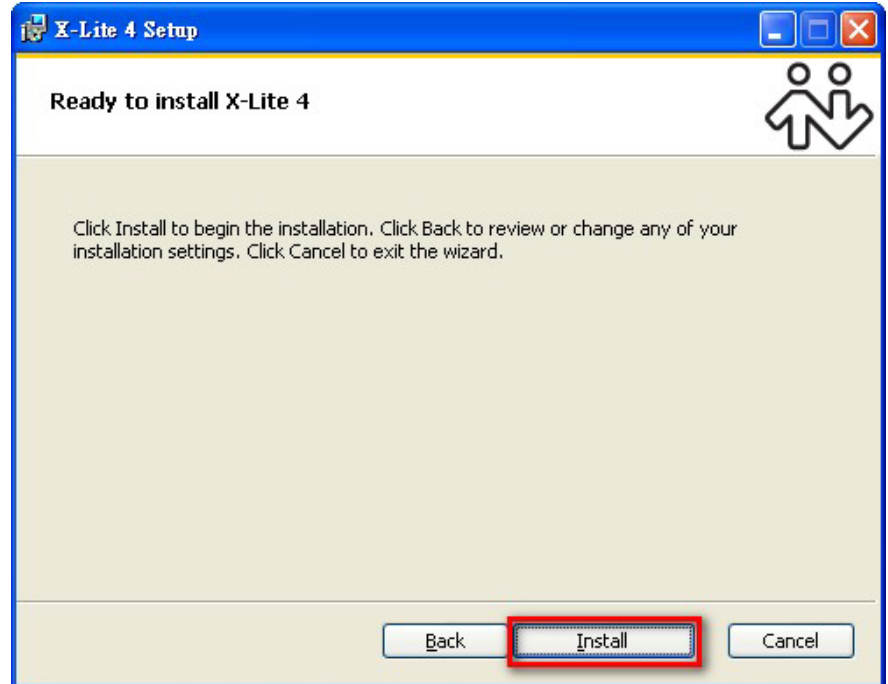 X-Lite 4 Setup
Ready to install X-Lite 4
Click Install to begin the installation. Click Back to review or change any of your
installation settings. Click Cancel to exit the wizard.
Back Install Cancel